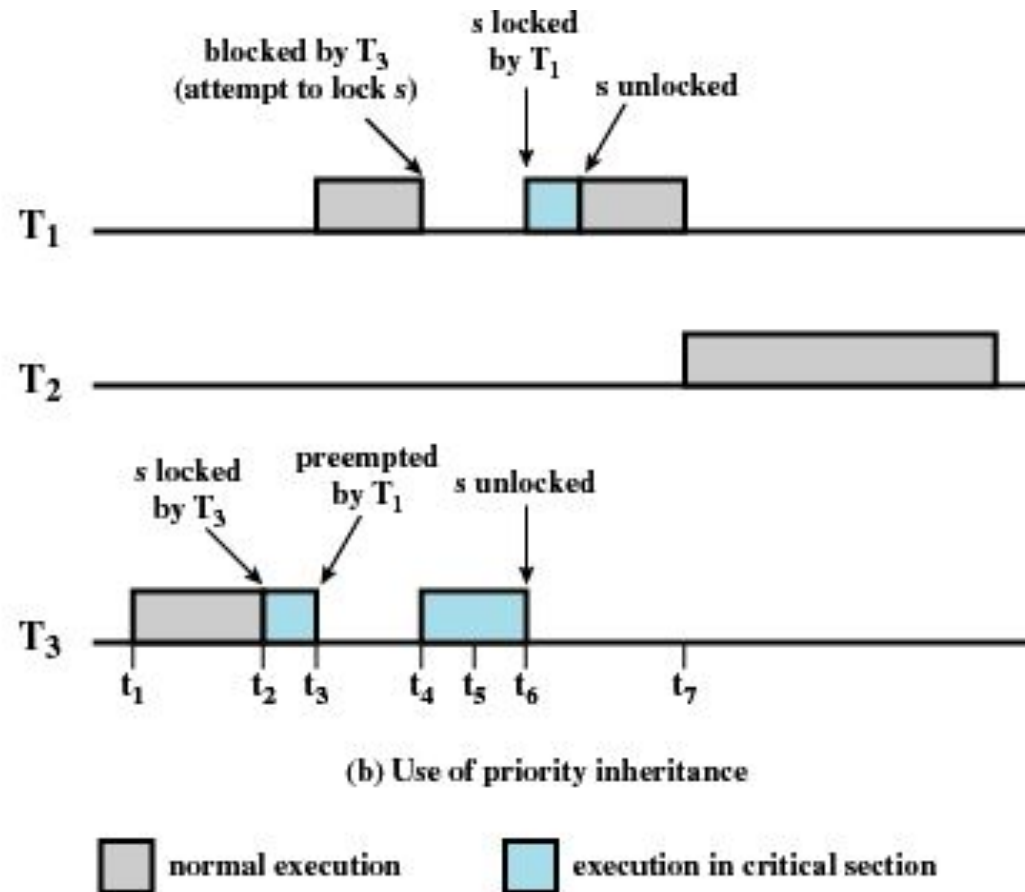 s locked
by T₁
blocked by T₃
(attempt to lock s)
s unlocked
T₁
T₂
s locked
by T₃
preempted
by T₁
s unlocked
T₃
t₁ t₂ t₃ t₄ t₅ t₆ t₇
(b) Use of priority inheritance
normal execution
execution in critical section